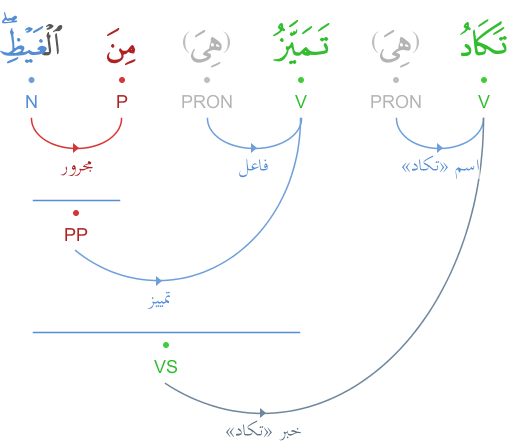 تَكَادُ (هِىَ) تَمَيَّزُ (هِىَ) مِنَ ٱلْغَيْظِ ۖ
V PRON V PRON P N
اسم «تكاد» فاعل مجرور
PP
تمييز
VS
خبر «تكاد»